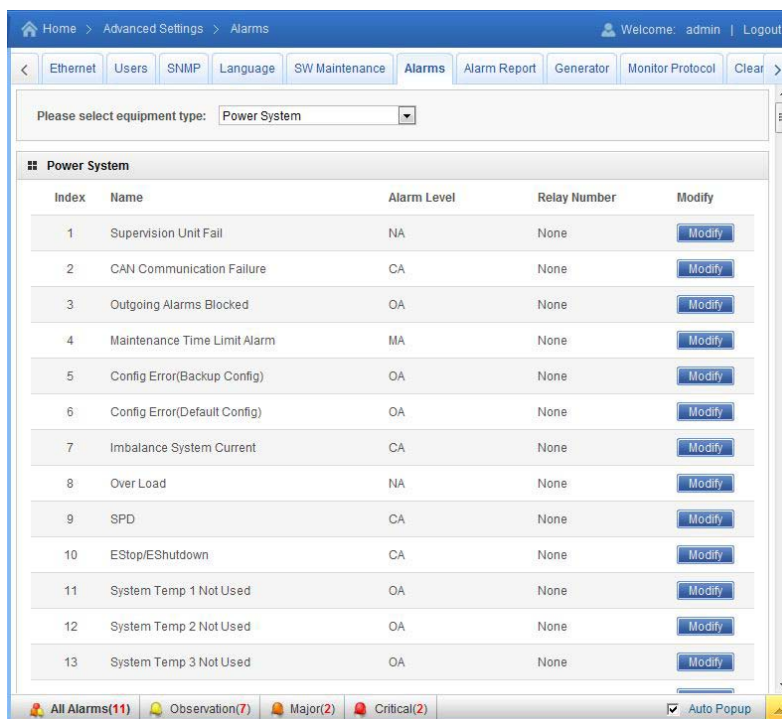 Home > Advanced Settings > Alarms Welcome: admin | Logout
< Ethernet Users SNMP Language SW Maintenance Alarms Alarm Report Generator Monitor Protocol Clear >
Please select equipment type: Power System
Power System
Index Name Alarm Level Relay Number Modify
1 Supervision Unit Fail NA None Modify
2 CAN Communication Failure CA None Modify
3 Outgoing Alarms Blocked OA None Modify
4 Maintenance Time Limit Alarm MA None Modify
5 Config Error(Backup Config) OA None Modify
6 Config Error(Default Config) OA None Modify
7 Imbalance System Current CA None Modify
8 Over Load NA None Modify
9 SPD CA None Modify
10 EStop/EShutdown CA None Modify
11 System Temp 1 Not Used OA None Modify
12 System Temp 2 Not Used OA None Modify
13 System Temp 3 Not Used OA None Modify
All Alarms(11) Observation(7) Major(2) Critical(2) Auto Popup